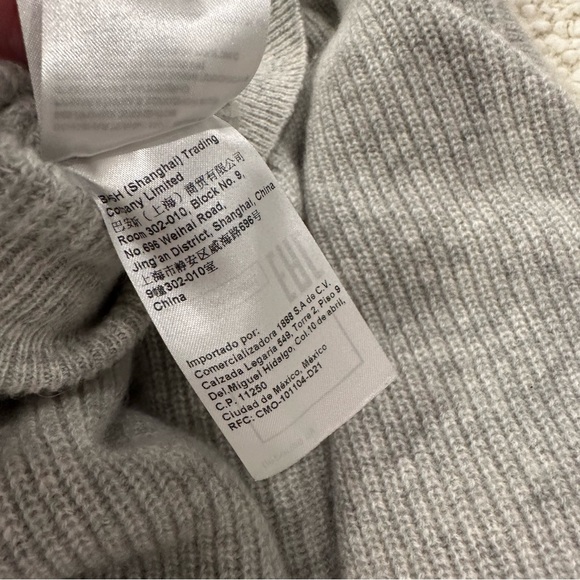 BASH (Shanghai) Trading
Company Limited
巴斯（上海）商贸有限公司
Room 302-010, Block No. 9,
No.696 Weihai Road,
Jing'an District, Shanghai, China
上海市静安区威海路696号
9幢302-010室
China
Importado por:
Comercializadora 1888 S.A de C.V.
Calzada Legaria 549, Torre 2, Piso 9
Del.Miguel Hidalgo, Col.10 de abril,
C.P. 11250
Ciudad de México, México
RFC: CMO-101104-D21